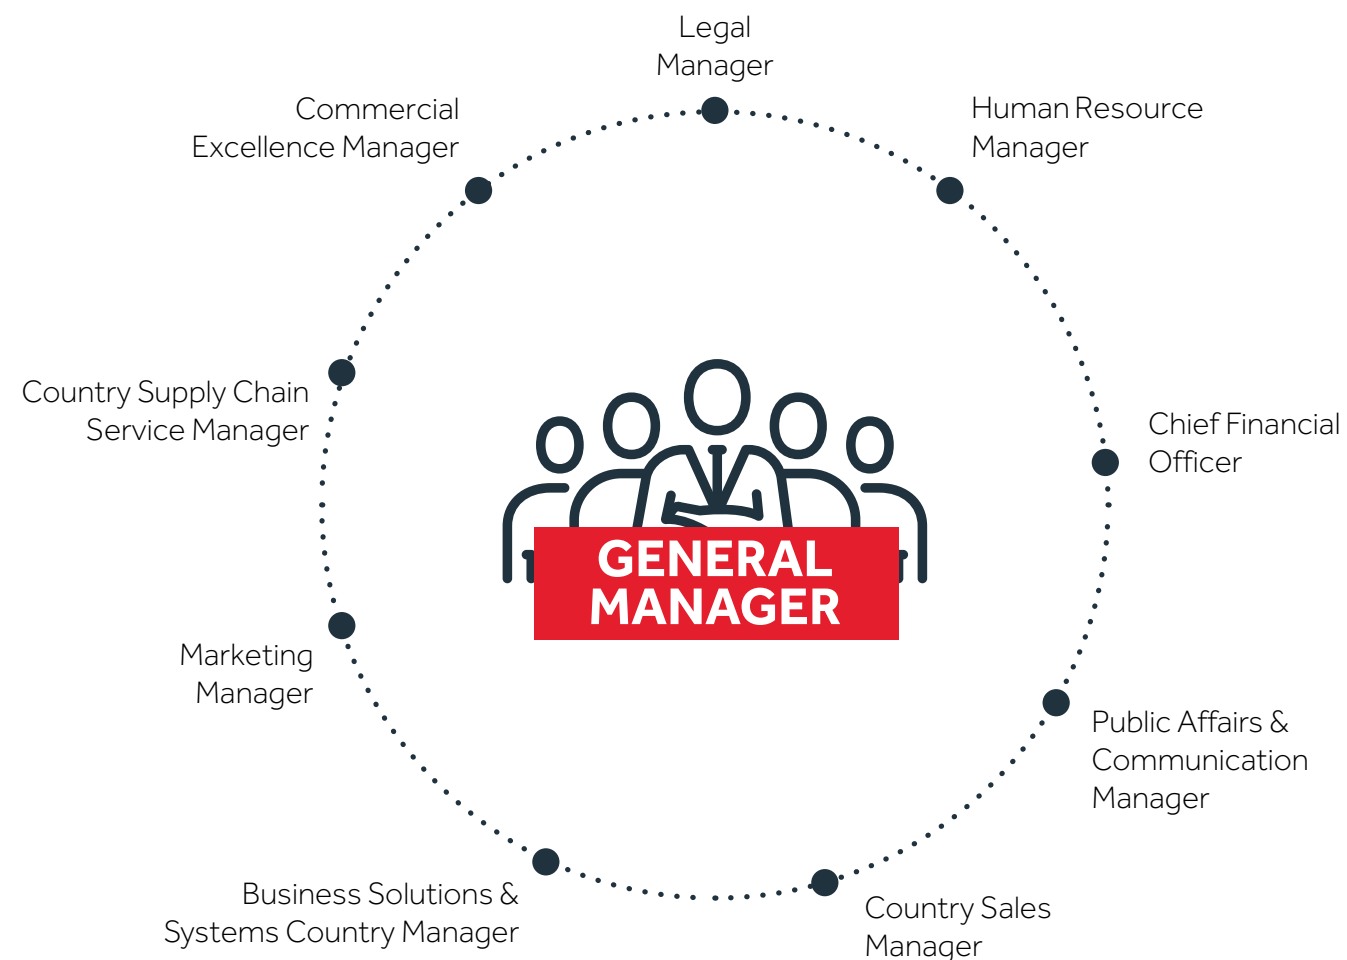 Legal
Manager
Human Resource
Manager
Commercial
Excellence Manager
Country Supply Chain
Service Manager
Chief Financial
Officer
GENERAL
MANAGER
Marketing
Manager
Public Affairs &
Communication
Manager
Business Solutions &
Systems Country Manager
Country Sales
Manager